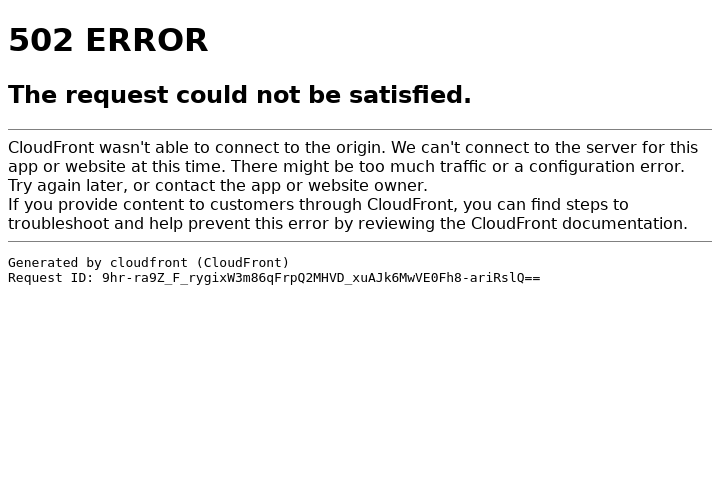 502 ERROR
The request could not be satisfied.
CloudFront wasn't able to connect to the origin. We can't connect to the server for this
app or website at this time. There might be too much traffic or a configuration error.
Try again later, or contact the app or website owner.
If you provide content to customers through CloudFront, you can find steps to
troubleshoot and help prevent this error by reviewing the CloudFront documentation.
Generated by cloudfront (CloudFront)
Request ID: 9hr-ra9Z_F_rygixW3m86qFrpQ2MHVD_xuAJk6MwVE0Fh8-ariRslQ==